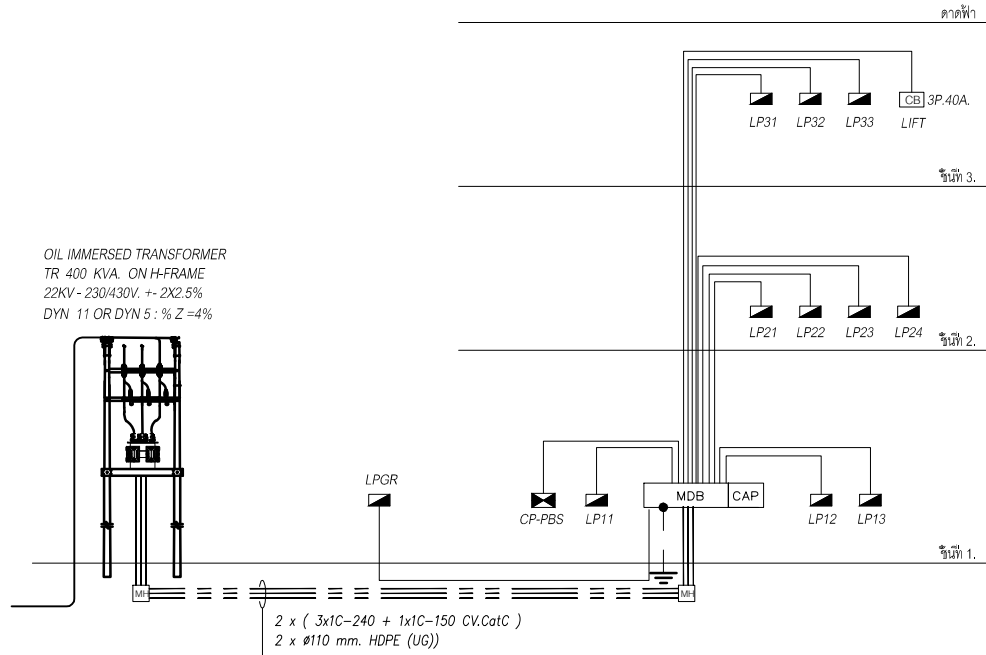 ดาดฟ้า
CB 3P.40A.
LP31 LP32 LP33 LIFT
ชั้นที่ 3.
OIL IMMERSED TRANSFORMER
TR 400 KVA. ON H-FRAME
22KV - 230/430V. +- 2X2.5%
DYN 11 OR DYN 5 : % Z =4%
LP21 LP22 LP23 LP24
ชั้นที่ 2.
LPGR
MDB CAP
CP-PBS LP11 LP12 LP13
ชั้นที่ 1.
MH MH
2 x ( 3x1C-240 + 1x1C-150 CV.CatC )
2 x Ø110 mm. HDPE (UG))